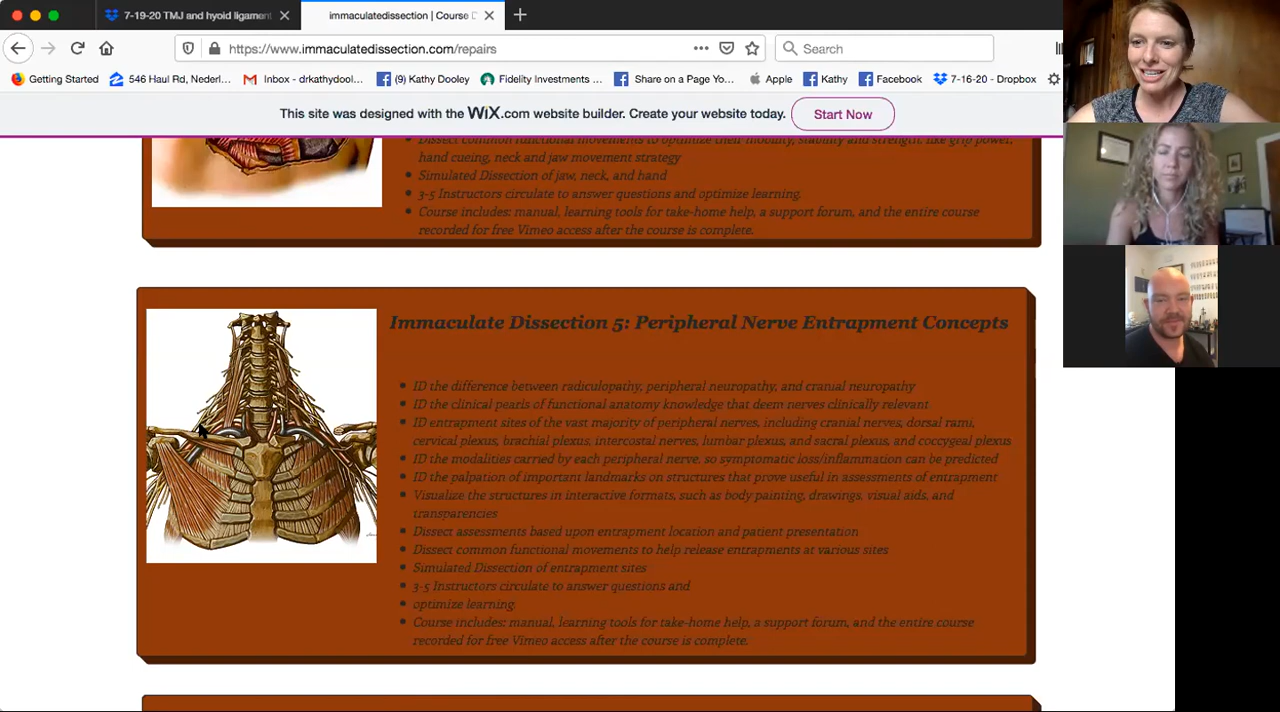 7-19-20 TMJ and hyoid ligament
immaculatedissection | Course D
https://www.immaculatedissection.com/repairs
Search
Getting Started
546 Haul Rd, Nederl...
Inbox - drkathydool...
(9) Kathy Dooley
Fidelity Investments ...
Share on a Page Yo...
Apple
Kathy
Facebook
7-16-20 - Dropbox
This site was designed with the WiX.com website builder. Create your website today.
Start Now
Dissect common functional movements to optimize their mobility, stability and strength like grip power,
hand cueing, neck and jaw movement strategy
• Simulated Dissection of jaw, neck, and hand
• 3-5 Instructors circulate to answer questions and optimize learning.
• Course includes: manual, learning tools for take-home help, a support forum, and the entire course
recorded for free Vimeo access after the course is complete.
Immaculate Dissection 5: Peripheral Nerve Entrapment Concepts
• ID the difference between radiculopathy, peripheral neuropathy, and cranial neuropathy
• ID the clinical pearls of functional anatomy knowledge that deem nerves clinically relevant
• ID entrapment sites of the vast majority of peripheral nerves, including cranial nerves, dorsal rami,
cervical plexus, brachial plexus, intercostal nerves, lumbar plexus, and sacral plexus, and coccygeal plexus
• ID the modalities carried by each peripheral nerve, so symptomatic loss/inflammation can be predicted
• ID the palpation of important landmarks on structures that prove useful in assessments of entrapment
• Visualize the structures in interactive formats, such as body painting, drawings, visual aids, and
transparencies
• Dissect assessments based upon entrapment location and patient presentation
• Dissect common functional movements to help release entrapments at various sites
• Simulated Dissection of entrapment sites
• 3-5 Instructors circulate to answer questions and
• optimize learning.
• Course includes: manual, learning tools for take-home help, a support forum, and the entire course
recorded for free Vimeo access after the course is complete.